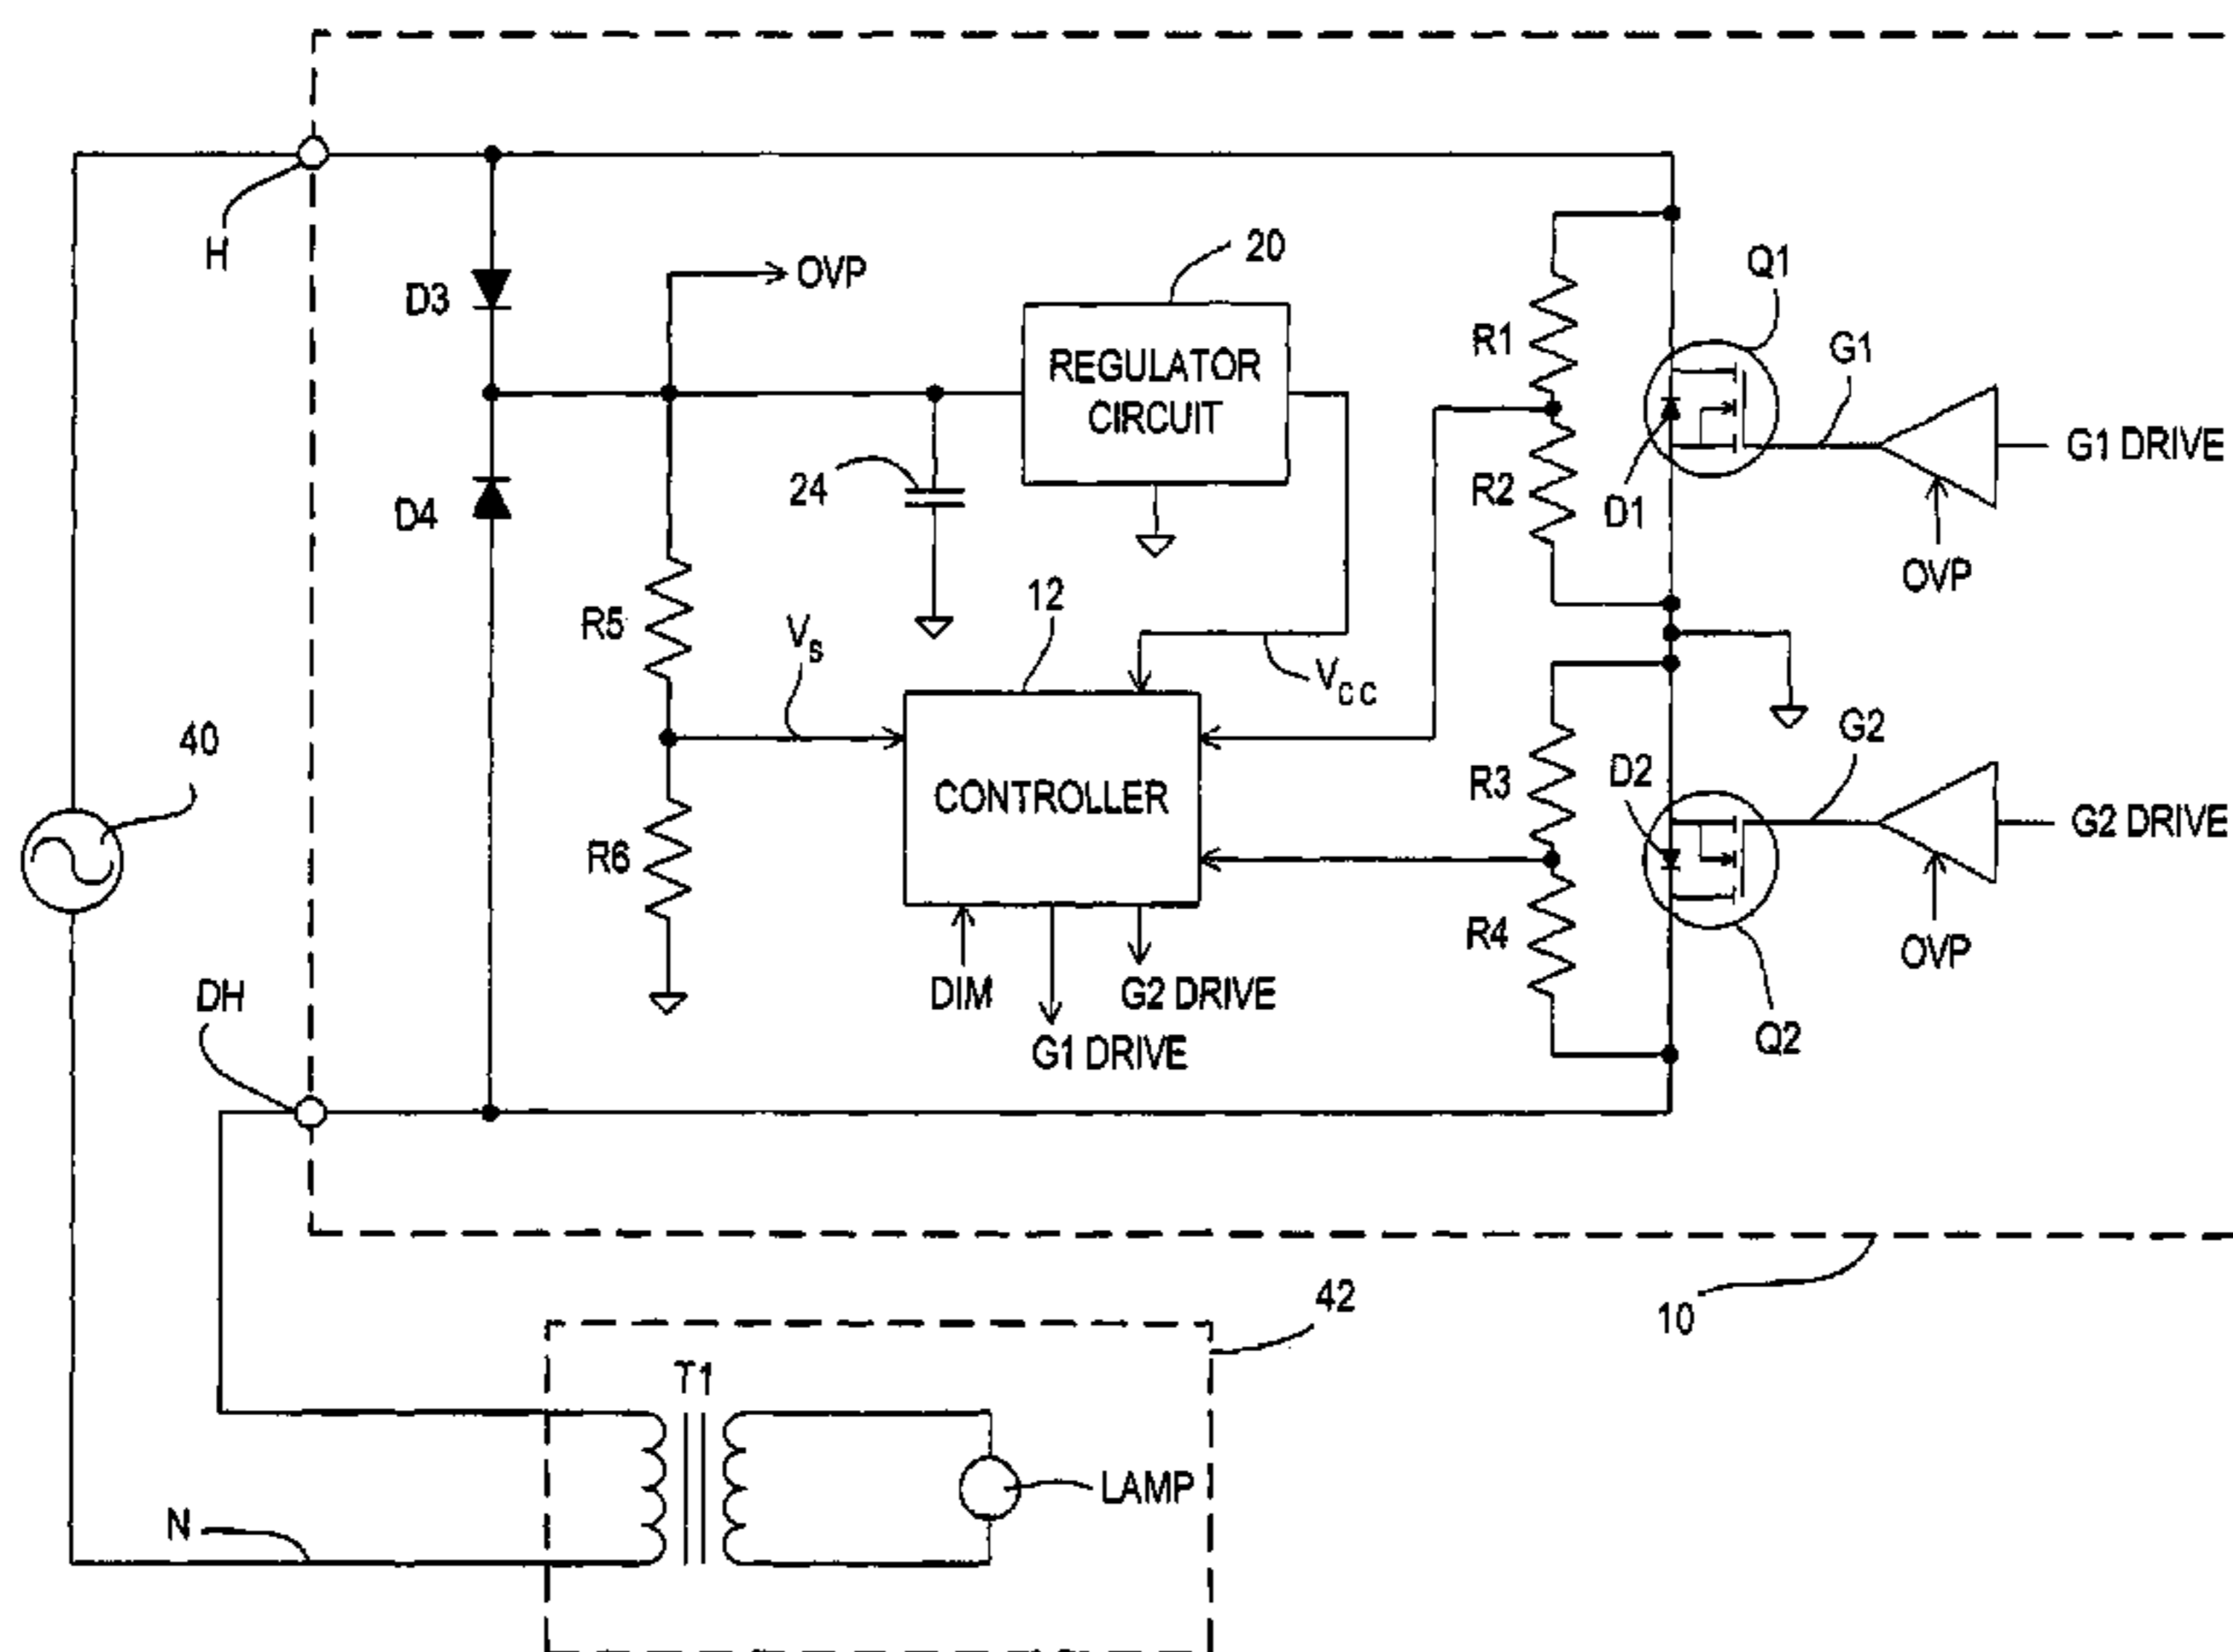 H
D3
OVP
20
REGULATOR
CIRCUIT
R1
Q1
G1
G1 DRIVE
D4
24
R2
D1
OVP
R5
Vs
12
VCC
40
CONTROLLER
R3
D2
G2
G2 DRIVE
R6
R4
OVP
DH
DIM
G2 DRIVE
G1 DRIVE
Q2
42
10
T1
LAMP
N